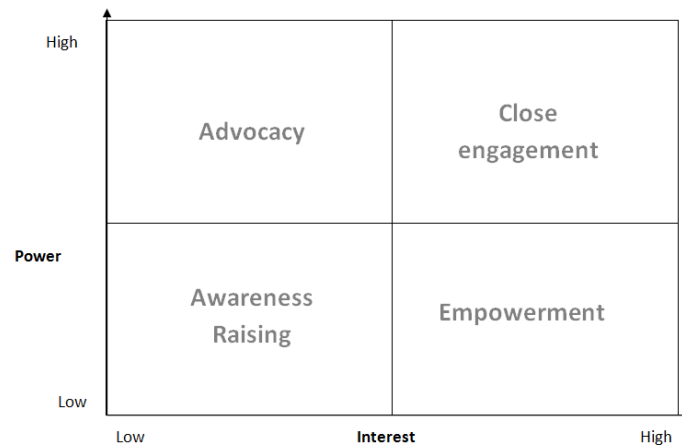 High
Advocacy
Close
engagement
Power
Awareness
Raising
Empowerment
Low
Low
Interest
High